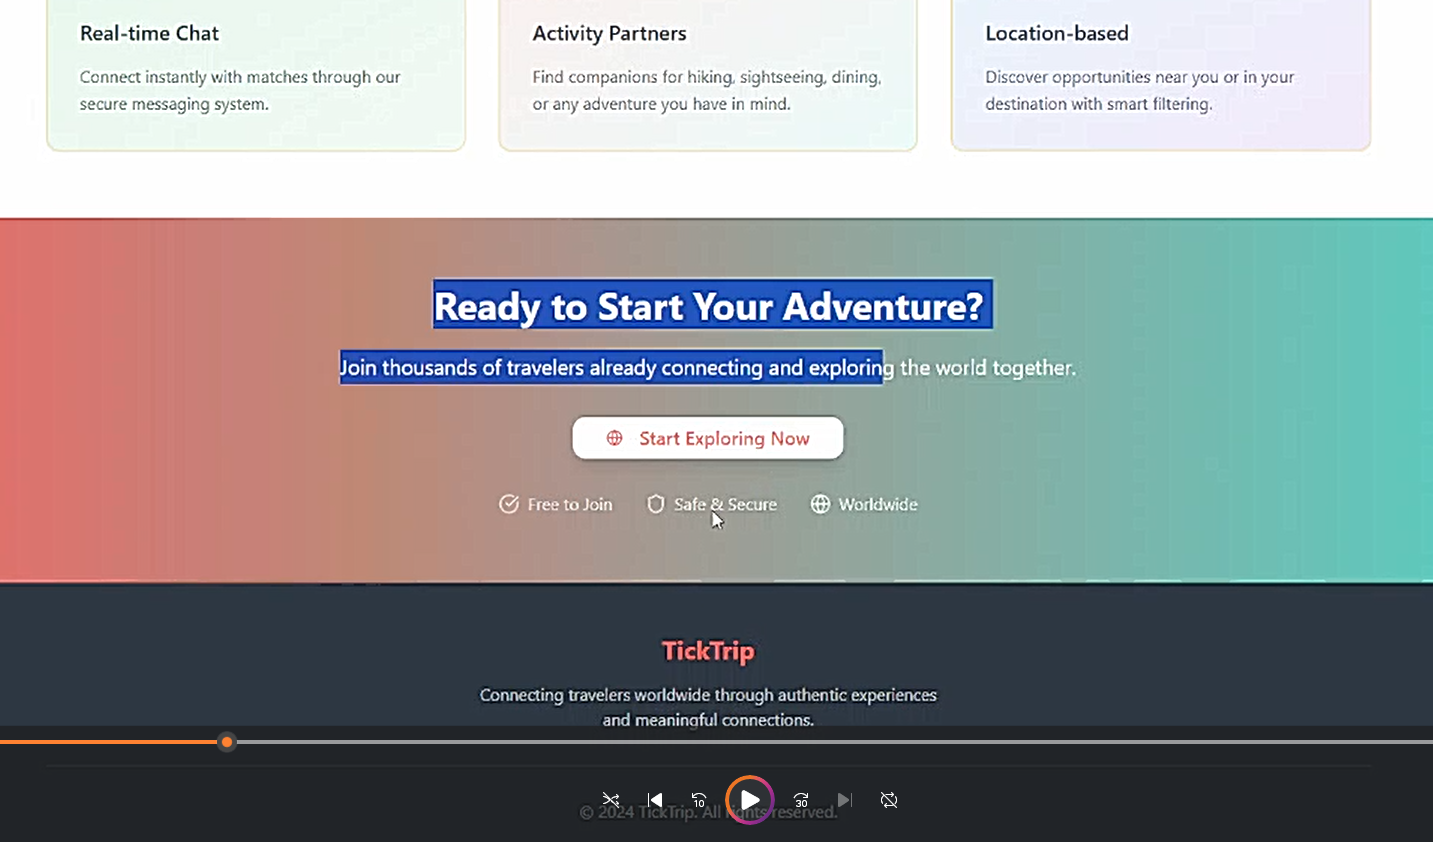 Real-time Chat
Connect instantly with matches through our
secure messaging system.
Activity Partners
Find companions for hiking, sightseeing, dining,
or any adventure you have in mind.
Location-based
Discover opportunities near you or in your
destination with smart filtering.
Ready to Start Your Adventure?
Join thousands of travelers already connecting and exploring the world together.
Start Exploring Now
Free to Join
Safe & Secure
Worldwide
TickTrip
Connecting travelers worldwide through authentic experiences
and meaningful connections.
10
30
© 2024 TickTrip. All rights reserved.